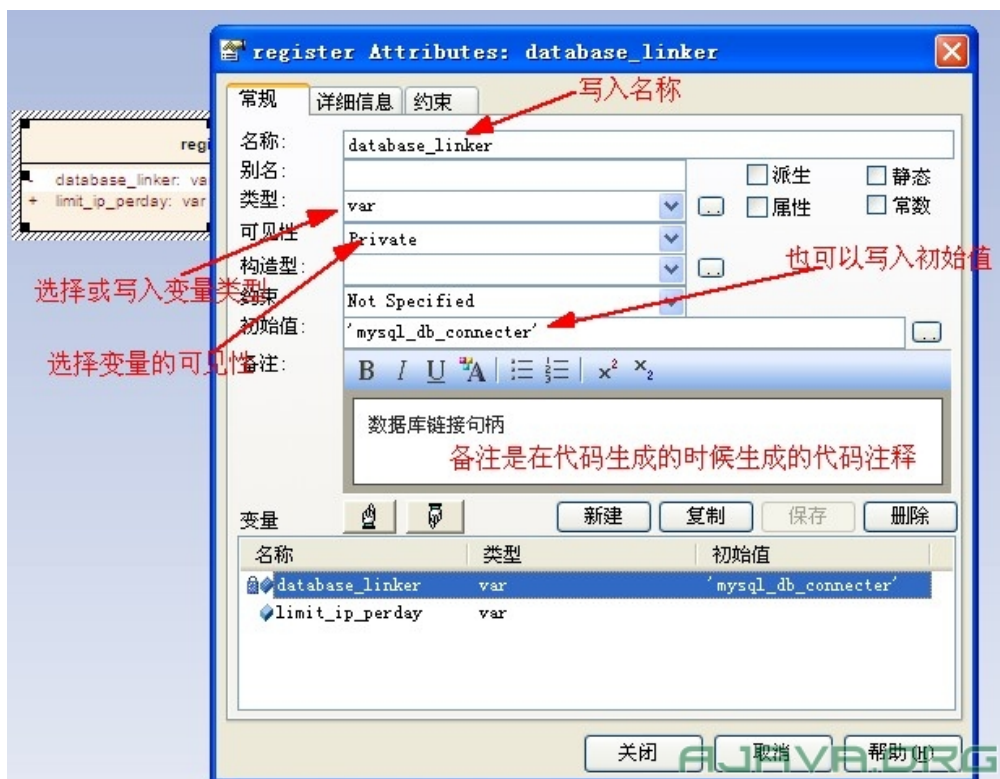 register Attributes: database_linker
常规 详细信息 约束
写入名称
名称: database_linker
别名:
派生 静态
类型: var
属性 常数
可见性 Private
构造型:
也可以写入初始值
选择或写入变量类型
约束 Not Specified
初始值: 'mysql_db_connecter'
选择变量的可见性
备注:
B I U A x² x₂
数据库链接句柄
备注是在代码生成的时候生成的代码注释
regi
- database_linker: va
+ limit_ip_perday: var
变量 新建 复制 保存 删除
名称 类型 初始值
database_linker var 'mysql_db_connecter'
limit_ip_perday var
关闭 取消 帮助(H)
AJAVA.ORG